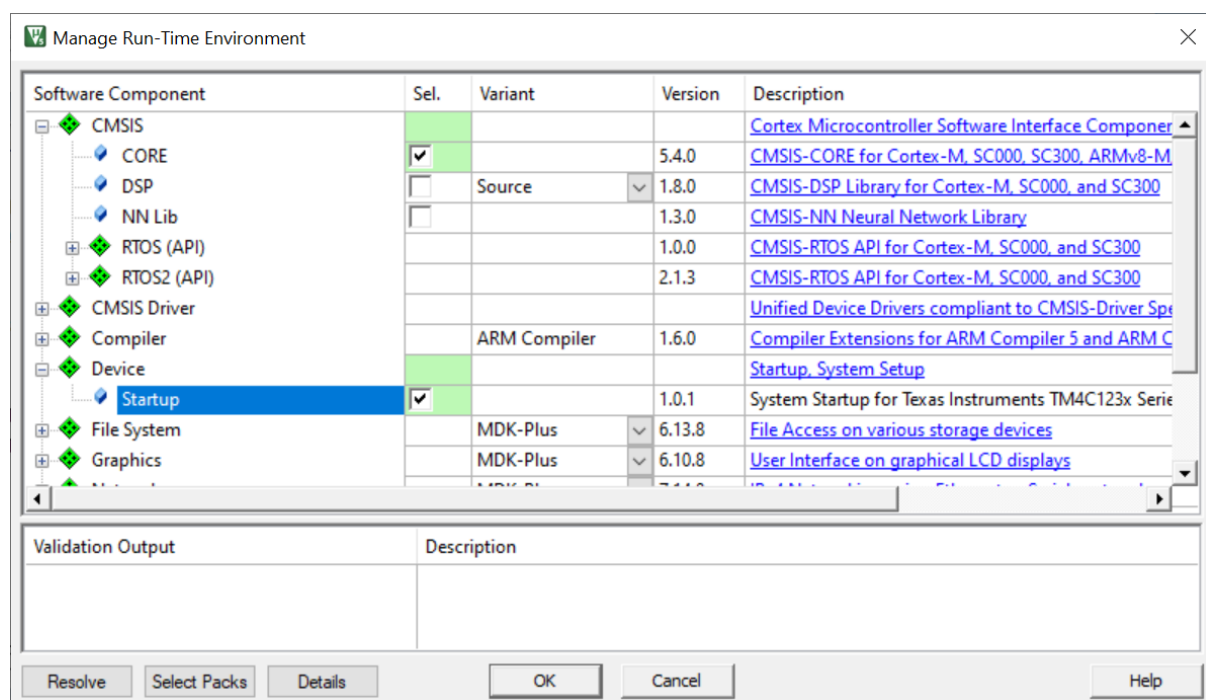 Manage Run-Time Environment
Software Component Sel. Variant Version Description
CMSIS Cortex Microcontroller Software Interface Componer
CORE 5.4.0 CMSIS-CORE for Cortex-M, SC000, SC300, ARMv8-M
DSP Source 1.8.0 CMSIS-DSP Library for Cortex-M, SC000, and SC300
NN Lib 1.3.0 CMSIS-NN Neural Network Library
RTOS (API) 1.0.0 CMSIS-RTOS API for Cortex-M, SC000, and SC300
RTOS2 (API) 2.1.3 CMSIS-RTOS API for Cortex-M, SC000, and SC300
CMSIS Driver Unified Device Drivers compliant to CMSIS-Driver Spe
Compiler ARM Compiler 1.6.0 Compiler Extensions for ARM Compiler 5 and ARM C
Device Startup, System Setup
Startup 1.0.1 System Startup for Texas Instruments TM4C123x Serie
File System MDK-Plus 6.13.8 File Access on various storage devices
Graphics MDK-Plus 6.10.8 User Interface on graphical LCD displays
Validation Output Description
Resolve Select Packs Details OK Cancel Help